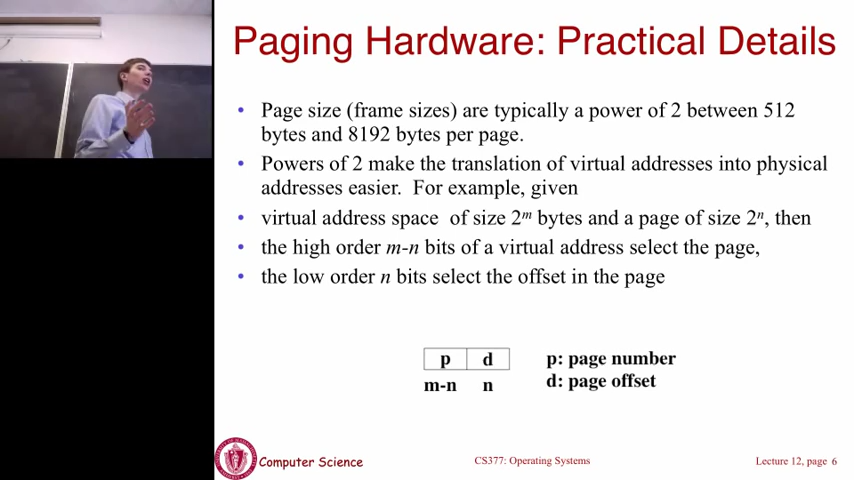 Paging Hardware: Practical Details
• Page size (frame sizes) are typically a power of 2 between 512
bytes and 8192 bytes per page.
• Powers of 2 make the translation of virtual addresses into physical
addresses easier. For example, given
• virtual address space of size 2ᵐ bytes and a page of size 2ⁿ, then
• the high order m-n bits of a virtual address select the page,
• the low order n bits select the offset in the page
p d p: page number
m-n n d: page offset
Computer Science CS377: Operating Systems Lecture 12, page 6